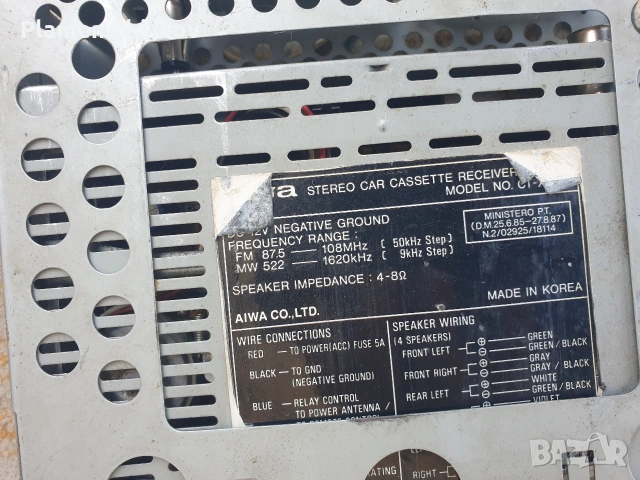 STEREO CAR CASSETTE RECEIVER
MODEL NO.
12V NEGATIVE GROUND
FREQUENCY RANGE :
FM 87.5 —— 108MHz [ 50kHz Step]
MW 522 —— 1620kHz [ 9kHz Step]
SPEAKER IMPEDANCE : 4-8Ω
AIWA CO., LTD.
MINISTERO P.T.
(D.M.25.6.85-27.8.87)
N.2/02925/18114
MADE IN KOREA
WIRE CONNECTIONS
RED — TO POWER(ACC) FUSE 5A
BLACK — TO GND
(NEGATIVE GROUND)
BLUE — RELAY CONTROL
TO POWER ANTENNA /
SPEAKER WIRING
(4 SPEAKERS)
FRONT LEFT ⊕ GREEN
⊖ GREEN / BLACK
FRONT RIGHT ⊕ GRAY
⊖ GRAY / BLACK
REAR LEFT ⊕ WHITE
⊖ GREEN / BLACK
⊕ VIOLET
RATING
RIGHT
BAZAR